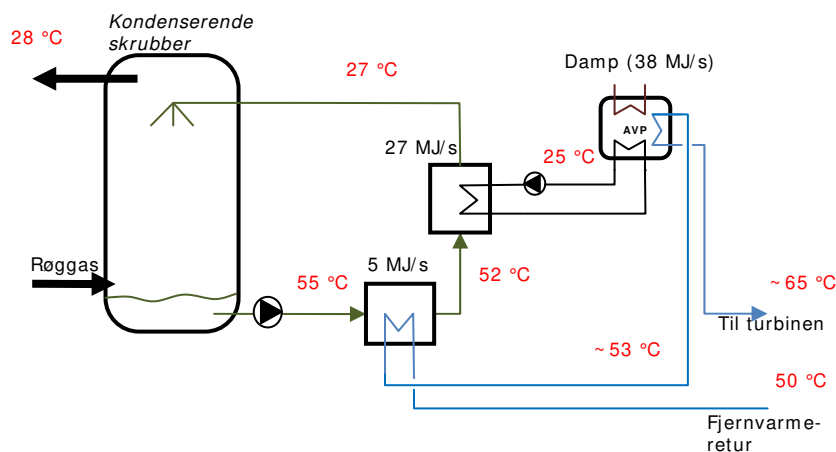 Kondenserende
skrubber
28 °C
27 °C
Damp (38 MJ/s)
AVP
27 MJ/s
25 °C
Røggas
5 MJ/s
55 °C
52 °C
~ 65 °C
Til turbinen
~ 53 °C
50 °C
Fjernvarme-
retur